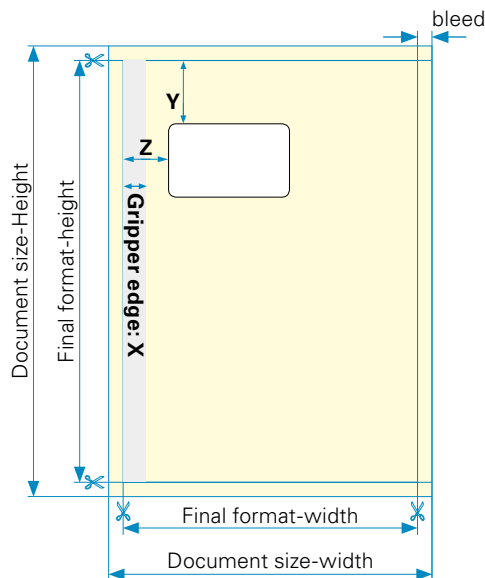 bleed
Y
Z
Gripper edge: X
Document size-Height
Final format-height
Final format-width
Document size-width